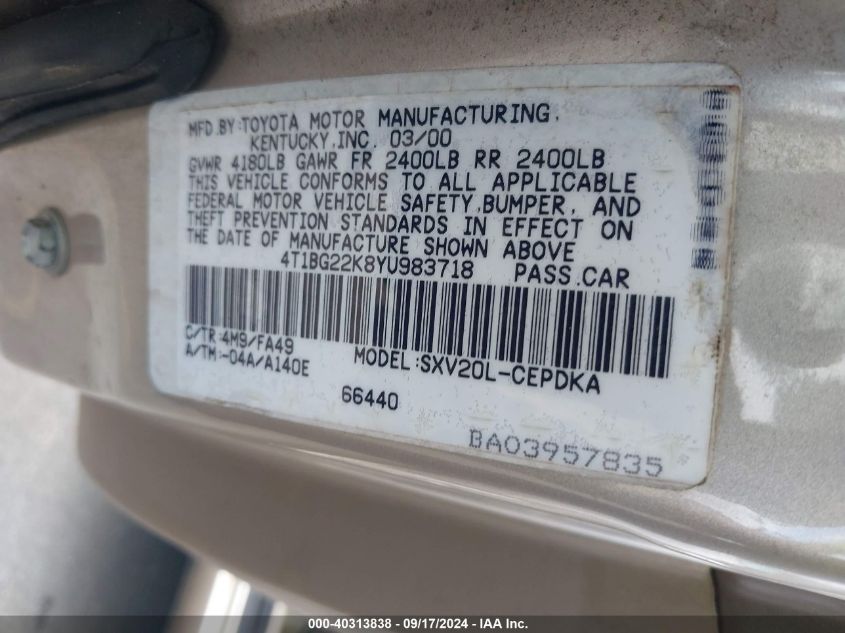 MFD.BY:TOYOTA MOTOR MANUFACTURING,
KENTUCKY,INC. 03/00
GVWR 4180LB GAWR FR 2400LB RR 2400LB
THIS VEHICLE CONFORMS TO ALL APPLICABLE
FEDERAL MOTOR VEHICLE SAFETY,BUMPER, AND
THEFT PREVENTION STANDARDS IN EFFECT ON
THE DATE OF MANUFACTURE SHOWN ABOVE
4T1BG22K8YU983718 PASS.CAR
C/TR:4M9/FA49
A/TM:-04A/A140E MODEL:SXV20L-CEPDKA
66440
BA03957835
000-40313838 - 09/17/2024 - IAA Inc.